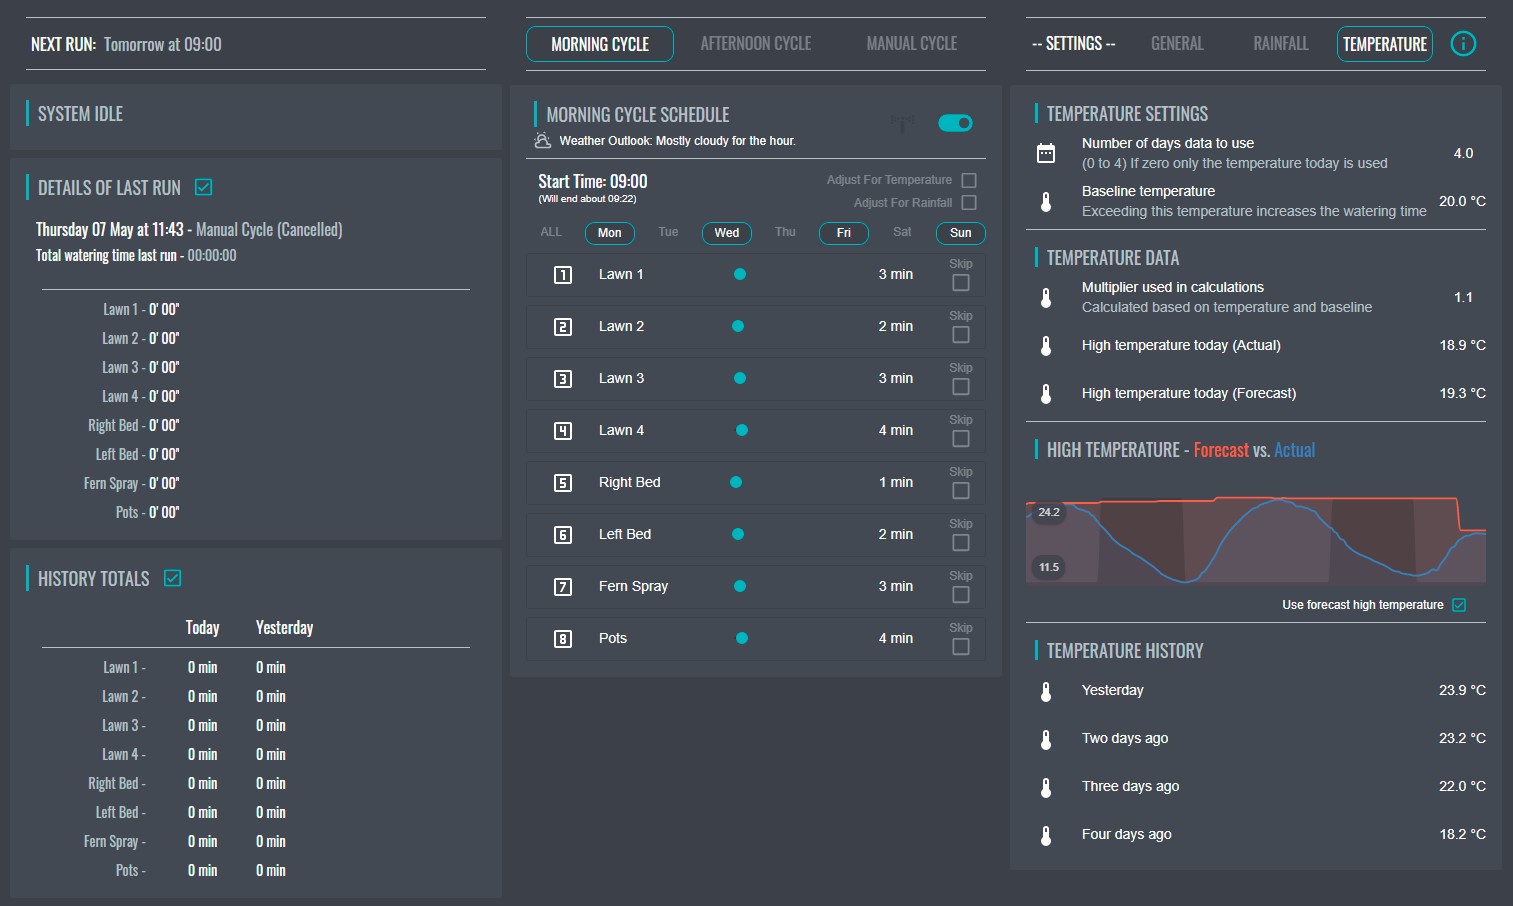 NEXT RUN: Tomorrow at 09:00
SYSTEM IDLE
DETAILS OF LAST RUN
Thursday 07 May at 11:43 - Manual Cycle (Cancelled)
Total watering time last run - 00:00:00
Lawn 1 - 0' 00"
Lawn 2 - 0' 00"
Lawn 3 - 0' 00"
Lawn 4 - 0' 00"
Right Bed - 0' 00"
Left Bed - 0' 00"
Fern Spray - 0' 00"
Pots - 0' 00"
HISTORY TOTALS
Today Yesterday
Lawn 1 - 0 min 0 min
Lawn 2 - 0 min 0 min
Lawn 3 - 0 min 0 min
Lawn 4 - 0 min 0 min
Right Bed - 0 min 0 min
Left Bed - 0 min 0 min
Fern Spray - 0 min 0 min
Pots - 0 min 0 min
MORNING CYCLE AFTERNOON CYCLE MANUAL CYCLE
MORNING CYCLE SCHEDULE
Weather Outlook: Mostly cloudy for the hour.
Start Time: 09:00
(Will end about 09:22)
Adjust For Temperature
Adjust For Rainfall
ALL Mon Tue Wed Thu Fri Sat Sun
Skip
1 Lawn 1 3 min
Skip
2 Lawn 2 2 min
Skip
3 Lawn 3 3 min
Skip
4 Lawn 4 4 min
Skip
5 Right Bed 1 min
Skip
6 Left Bed 2 min
Skip
7 Fern Spray 3 min
Skip
8 Pots 4 min
-- SETTINGS -- GENERAL RAINFALL TEMPERATURE
TEMPERATURE SETTINGS
Number of days data to use
(0 to 4) If zero only the temperature today is used
4.0
Baseline temperature
Exceeding this temperature increases the watering time
20.0 °C
TEMPERATURE DATA
Multiplier used in calculations
Calculated based on temperature and baseline
1.1
High temperature today (Actual) 18.9 °C
High temperature today (Forecast) 19.3 °C
HIGH TEMPERATURE - Forecast vs. Actual
24.2
11.5
Use forecast high temperature
TEMPERATURE HISTORY
Yesterday 23.9 °C
Two days ago 23.2 °C
Three days ago 22.0 °C
Four days ago 18.2 °C